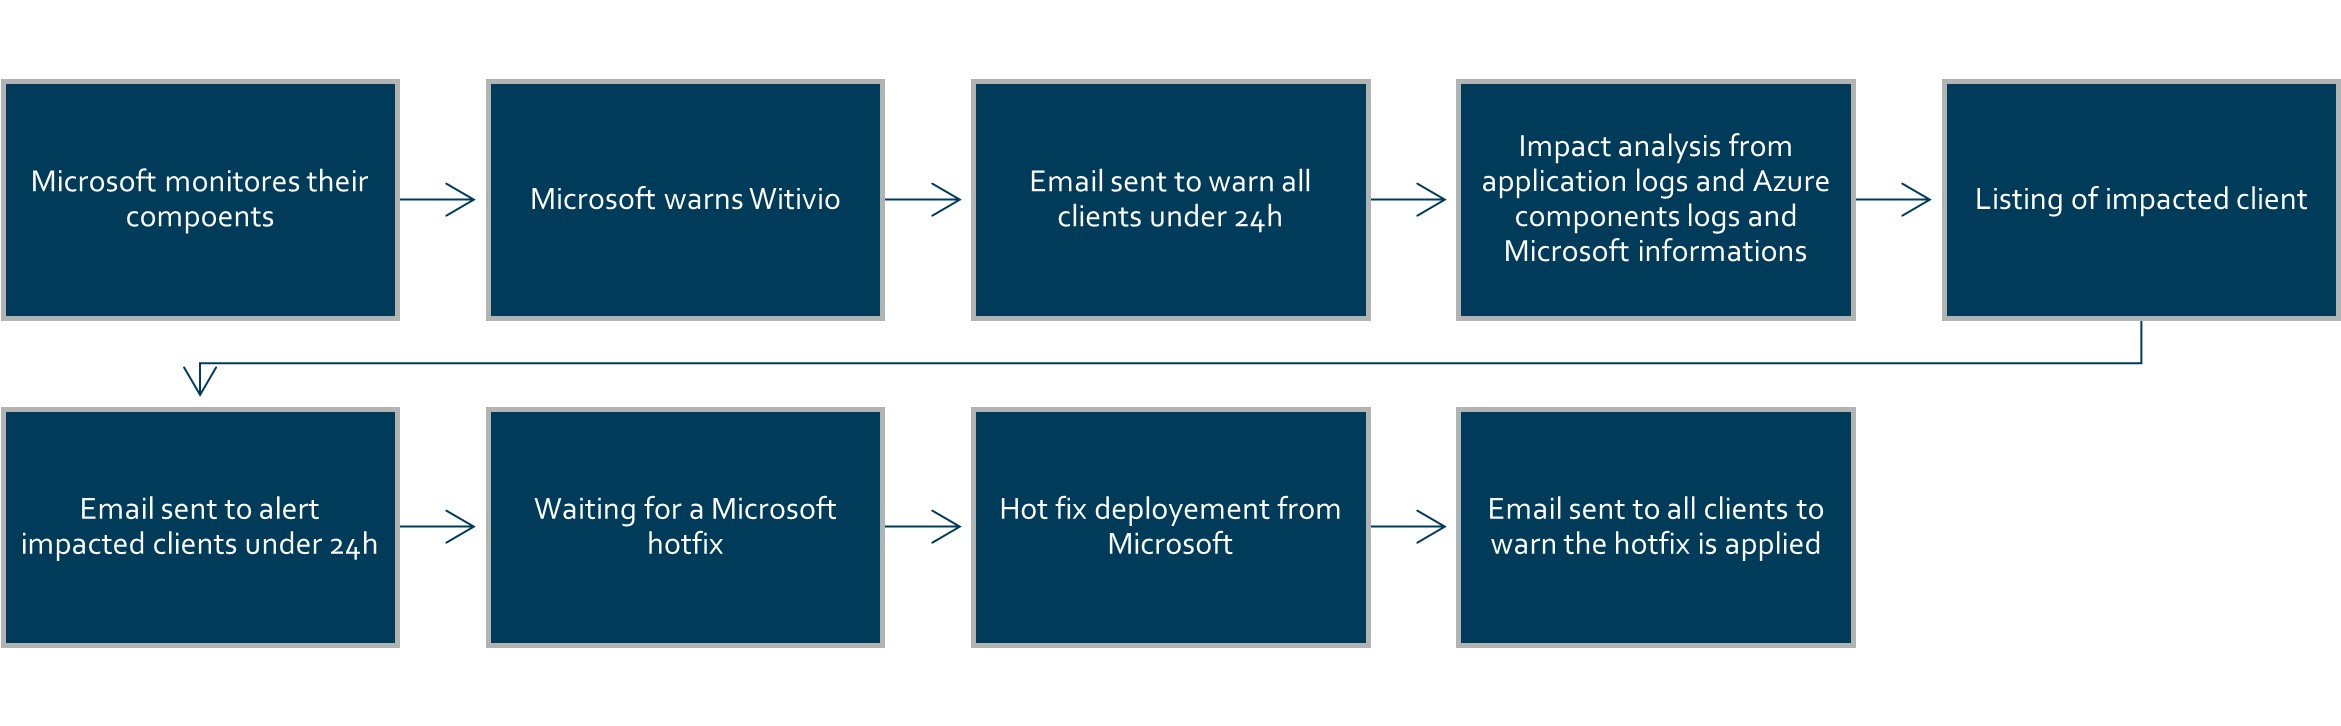 Microsoft monitores their
compoents
Microsoft warns Witivio
Email sent to warn all
clients under 24h
Impact analysis from
application logs and Azure
components logs and
Microsoft informations
Listing of impacted client
Email sent to alert
impacted clients under 24h
Waiting for a Microsoft
hotfix
Hot fix deployement from
Microsoft
Email sent to all clients to
warn the hotfix is applied